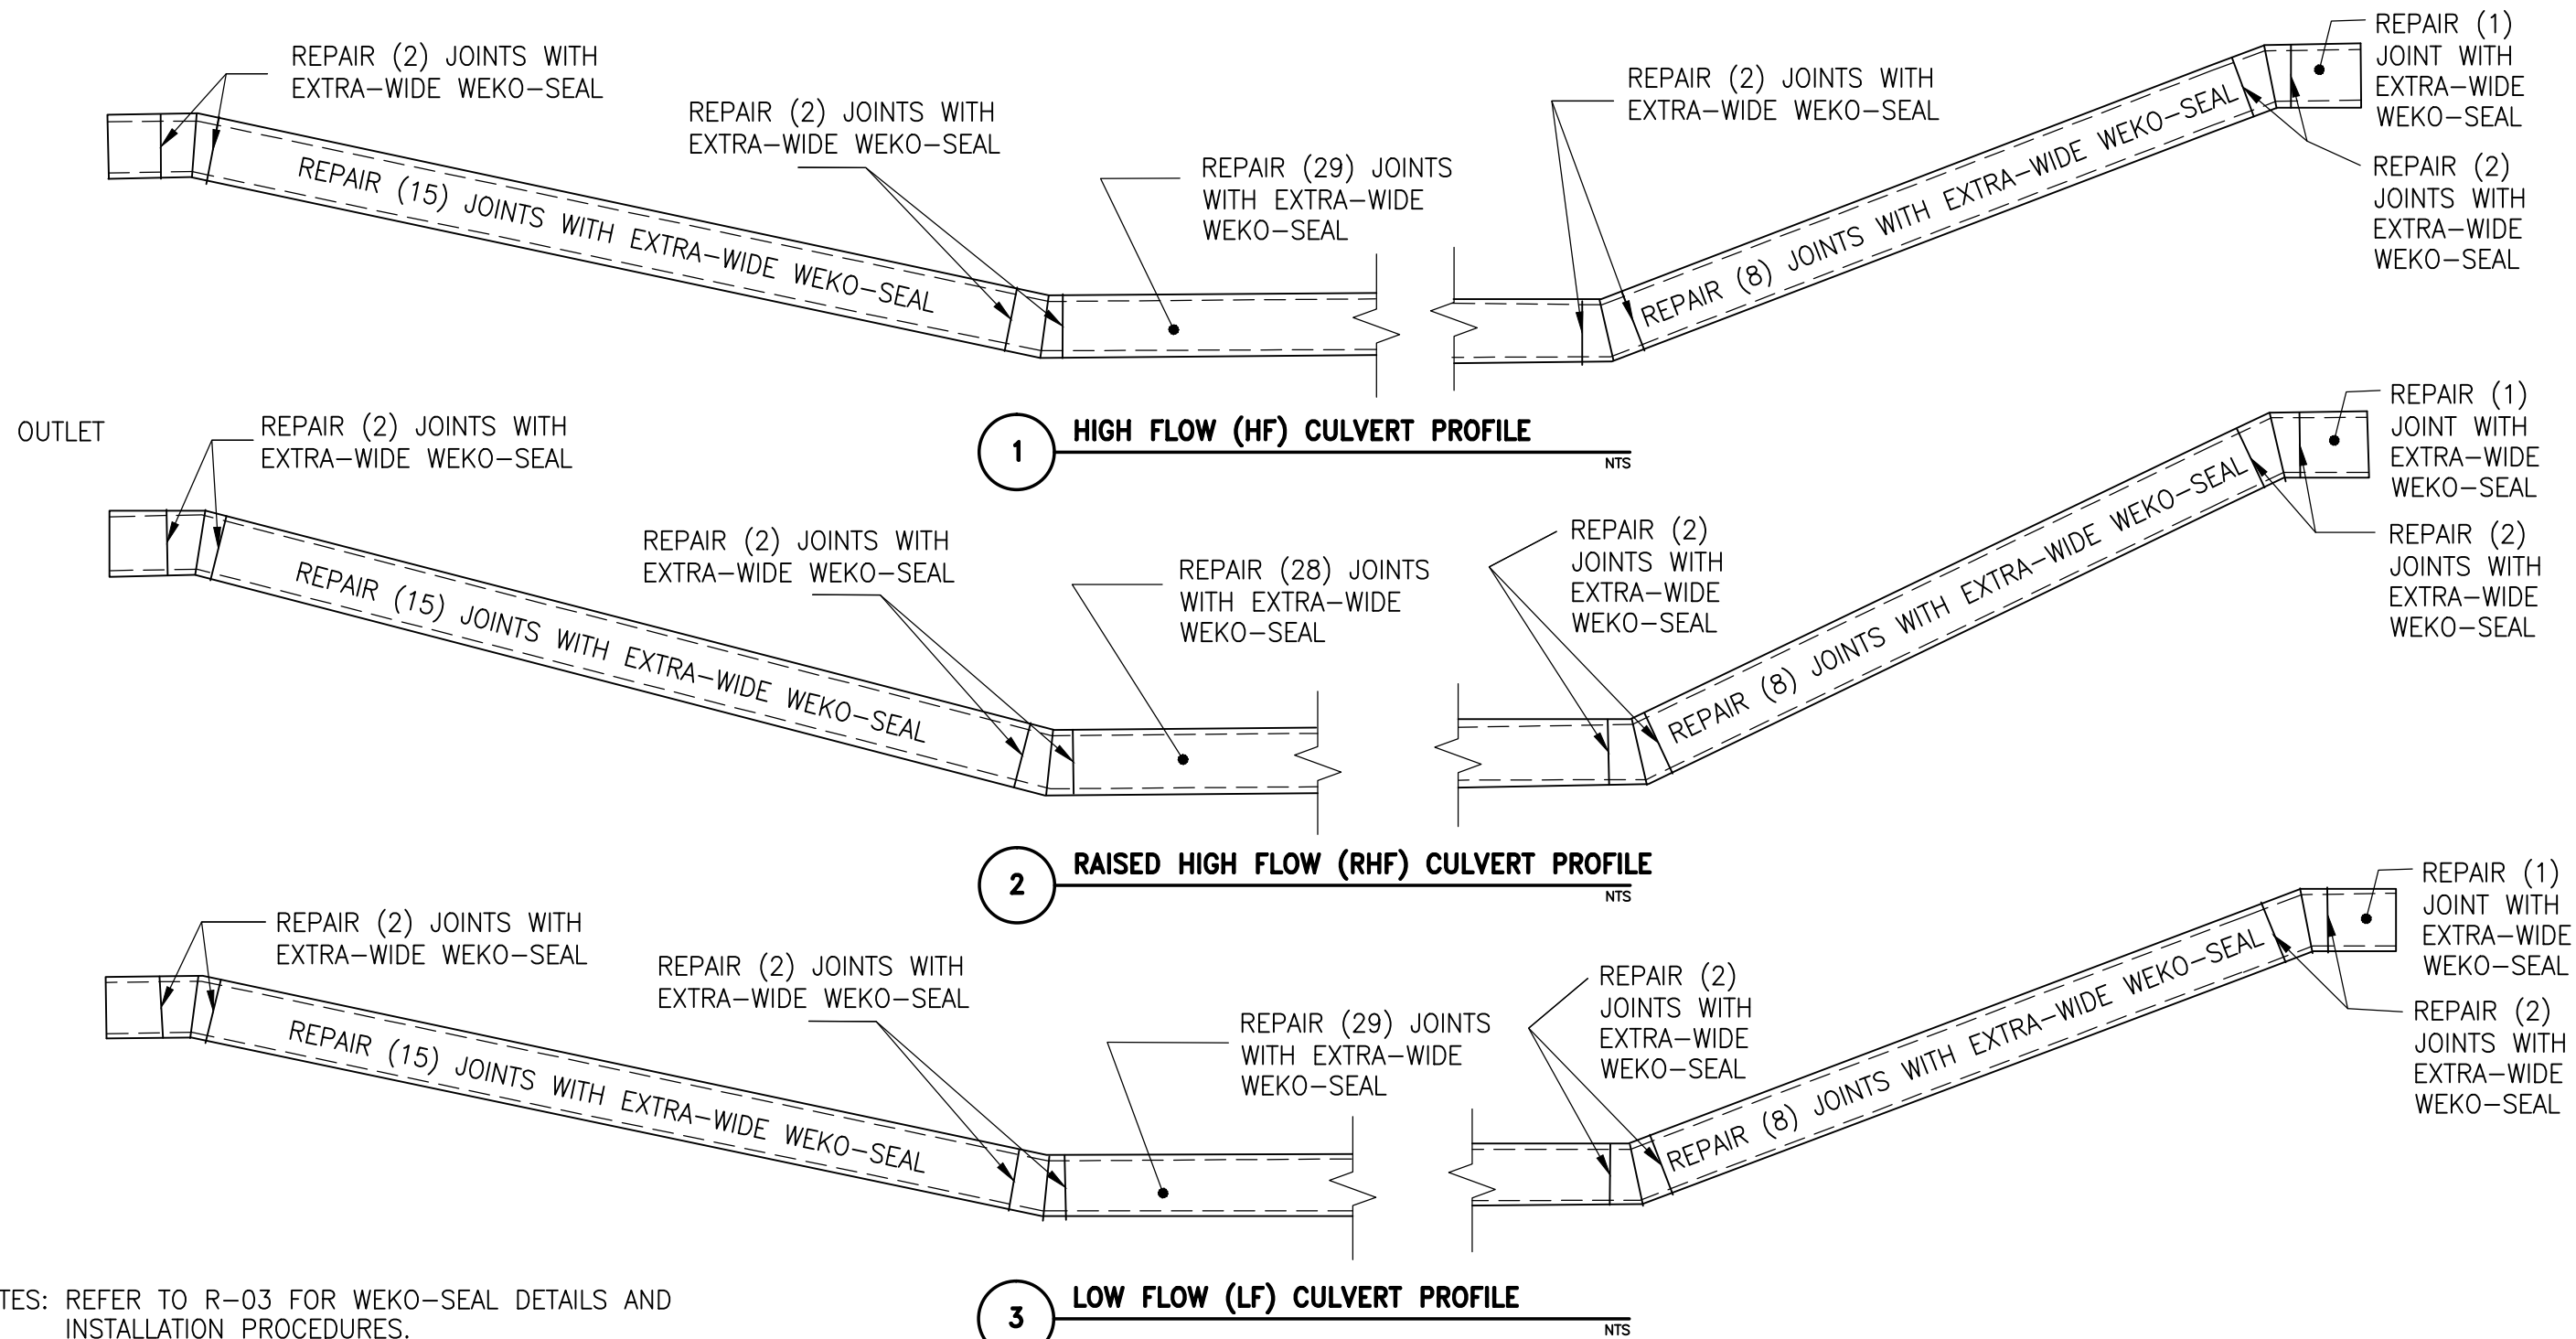 REPAIR (2) JOINTS WITH
EXTRA-WIDE WEKO-SEAL
REPAIR (15) JOINTS WITH EXTRA-WIDE WEKO-SEAL
REPAIR (2) JOINTS WITH
EXTRA-WIDE WEKO-SEAL
REPAIR (29) JOINTS
WITH EXTRA-WIDE
WEKO-SEAL
REPAIR (2) JOINTS WITH
EXTRA-WIDE WEKO-SEAL
REPAIR (8) JOINTS WITH EXTRA-WIDE WEKO-SEAL
REPAIR (1)
JOINT WITH
EXTRA-WIDE
WEKO-SEAL
REPAIR (2)
JOINTS WITH
EXTRA-WIDE
WEKO-SEAL
1
HIGH FLOW (HF) CULVERT PROFILE
NTS
OUTLET
REPAIR (2) JOINTS WITH
EXTRA-WIDE WEKO-SEAL
REPAIR (15) JOINTS WITH EXTRA-WIDE WEKO-SEAL
REPAIR (2) JOINTS WITH
EXTRA-WIDE WEKO-SEAL
REPAIR (28) JOINTS
WITH EXTRA-WIDE
WEKO-SEAL
REPAIR (2)
JOINTS WITH
EXTRA-WIDE
WEKO-SEAL
REPAIR (8) JOINTS WITH EXTRA-WIDE WEKO-SEAL
REPAIR (1)
JOINT WITH
EXTRA-WIDE
WEKO-SEAL
REPAIR (2)
JOINTS WITH
EXTRA-WIDE
WEKO-SEAL
2
RAISED HIGH FLOW (RHF) CULVERT PROFILE
NTS
REPAIR (2) JOINTS WITH
EXTRA-WIDE WEKO-SEAL
REPAIR (15) JOINTS WITH EXTRA-WIDE WEKO-SEAL
REPAIR (2) JOINTS WITH
EXTRA-WIDE WEKO-SEAL
REPAIR (29) JOINTS
WITH EXTRA-WIDE
WEKO-SEAL
REPAIR (2)
JOINTS WITH
EXTRA-WIDE
WEKO-SEAL
REPAIR (8) JOINTS WITH EXTRA-WIDE WEKO-SEAL
REPAIR (1)
JOINT WITH
EXTRA-WIDE
WEKO-SEAL
REPAIR (2)
JOINTS WITH
EXTRA-WIDE
WEKO-SEAL
3
LOW FLOW (LF) CULVERT PROFILE
NTS
TES: REFER TO R-03 FOR WEKO-SEAL DETAILS AND
INSTALLATION PROCEDURES.